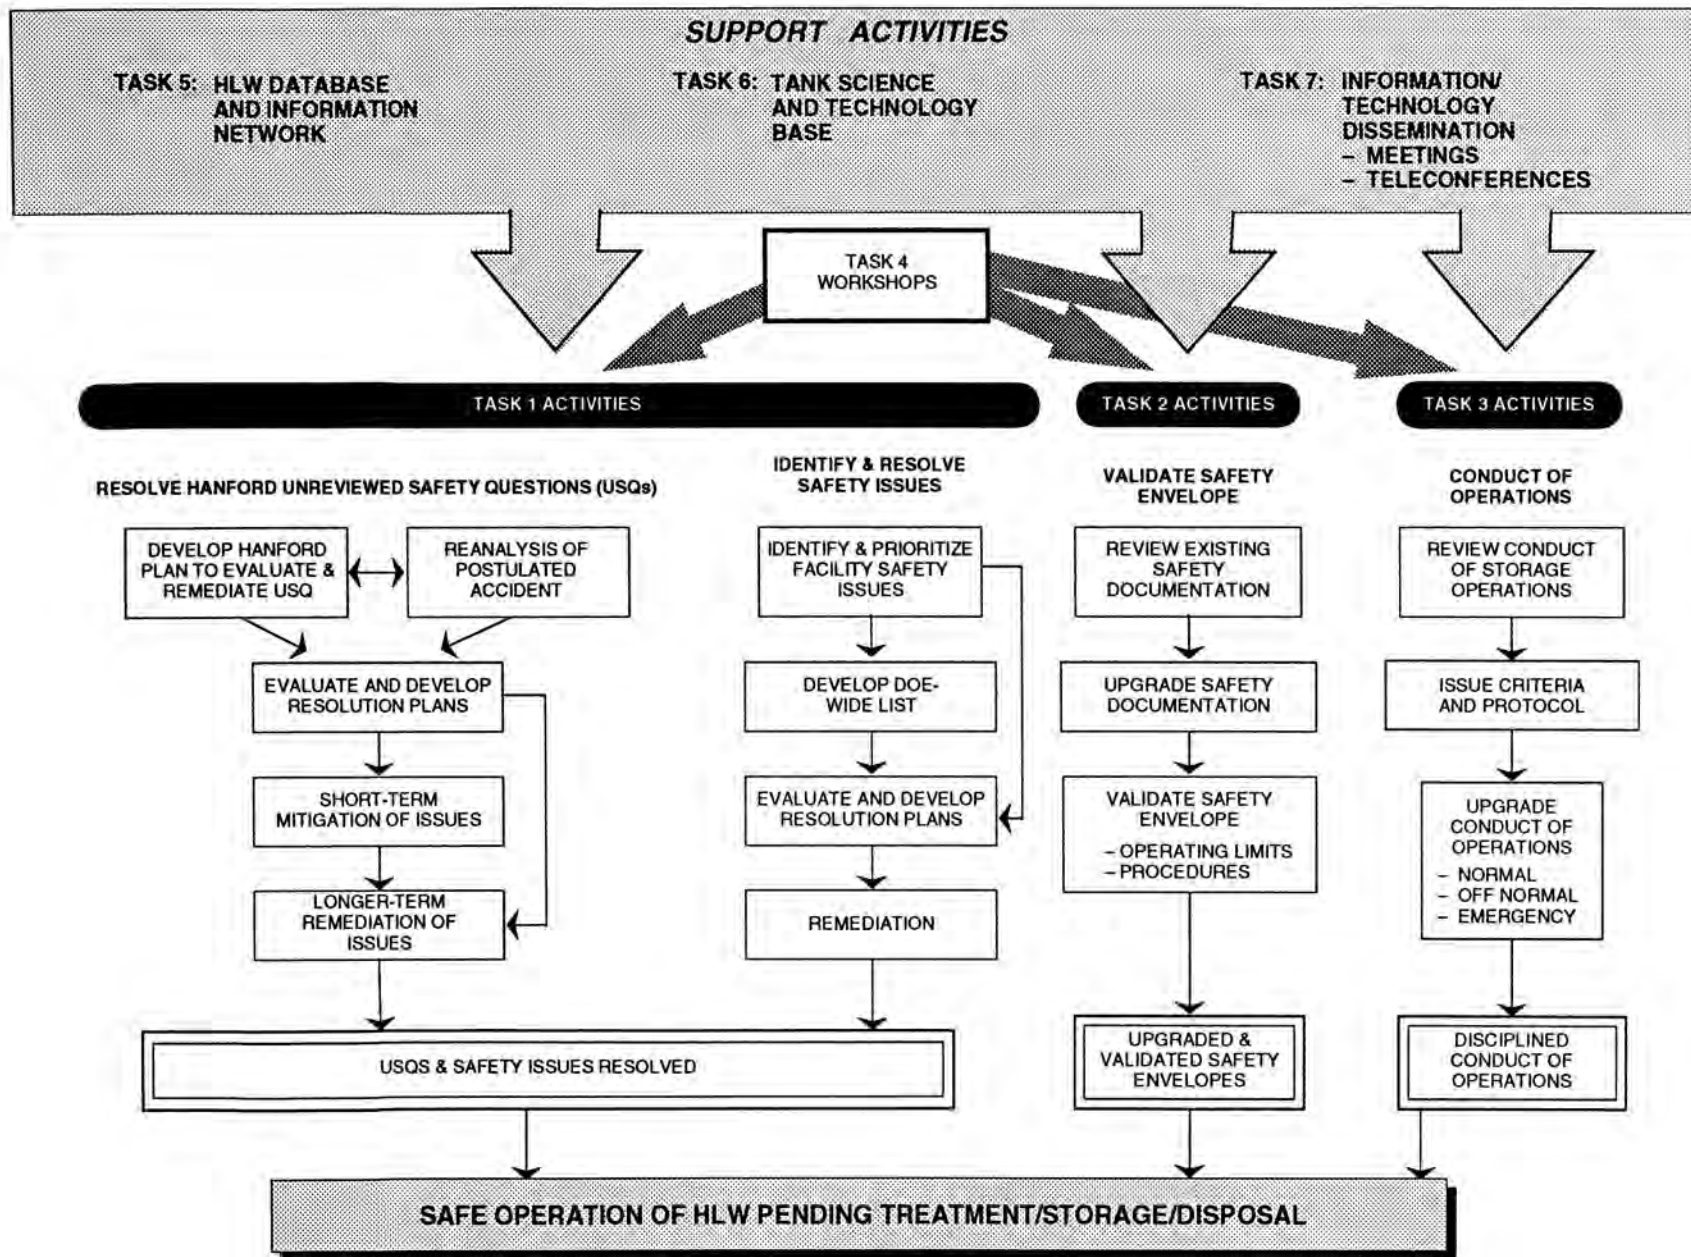 SUPPORT ACTIVITIES
TASK 5: HLW DATABASE
AND INFORMATION
NETWORK
TASK 6: TANK SCIENCE
AND TECHNOLOGY
BASE
TASK 7: INFORMATION/
TECHNOLOGY
DISSEMINATION
– MEETINGS
– TELECONFERENCES
TASK 4
WORKSHOPS
TASK 1 ACTIVITIES
TASK 2 ACTIVITIES
TASK 3 ACTIVITIES
RESOLVE HANFORD UNREVIEWED SAFETY QUESTIONS (USQs)
DEVELOP HANFORD
PLAN TO EVALUATE &
REMEDIATE USQ
REANALYSIS OF
POSTULATED
ACCIDENT
EVALUATE AND DEVELOP
RESOLUTION PLANS
SHORT-TERM
MITIGATION OF ISSUES
LONGER-TERM
REMEDIATION OF
ISSUES
IDENTIFY & RESOLVE
SAFETY ISSUES
IDENTIFY & PRIORITIZE
FACILITY SAFETY
ISSUES
DEVELOP DOE-
WIDE LIST
EVALUATE AND DEVELOP
RESOLUTION PLANS
REMEDIATION
USQS & SAFETY ISSUES RESOLVED
VALIDATE SAFETY
ENVELOPE
REVIEW EXISTING
SAFETY
DOCUMENTATION
UPGRADE SAFETY
DOCUMENTATION
VALIDATE SAFETY
ENVELOPE
– OPERATING LIMITS
– PROCEDURES
UPGRADED &
VALIDATED SAFETY
ENVELOPES
CONDUCT OF
OPERATIONS
REVIEW CONDUCT
OF STORAGE
OPERATIONS
ISSUE CRITERIA
AND PROTOCOL
UPGRADE
CONDUCT OF
OPERATIONS
– NORMAL
– OFF NORMAL
– EMERGENCY
DISCIPLINED
CONDUCT OF
OPERATIONS
SAFE OPERATION OF HLW PENDING TREATMENT/STORAGE/DISPOSAL